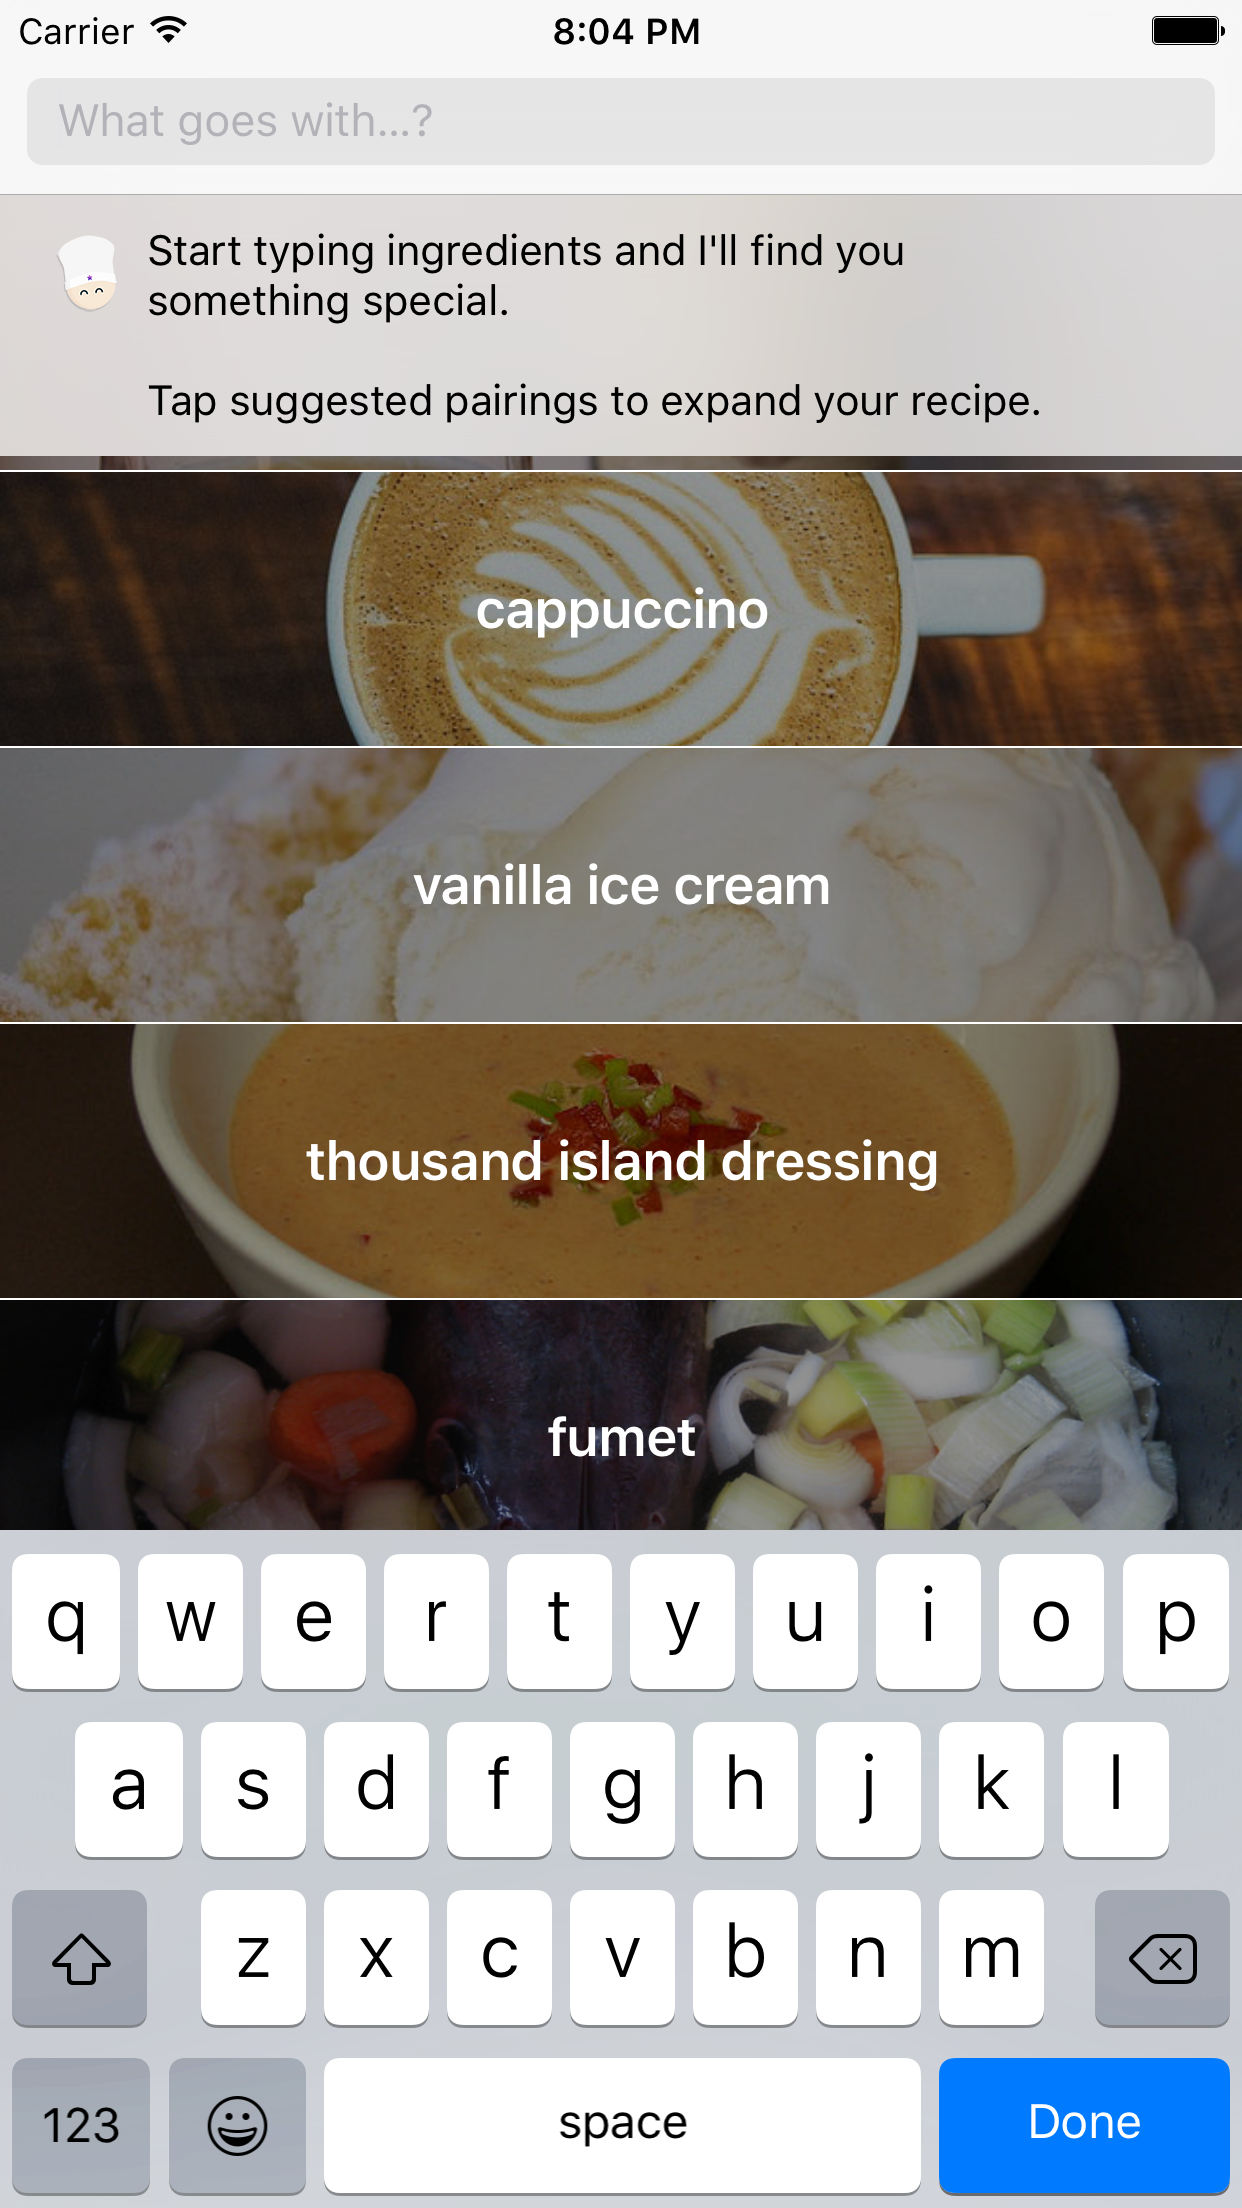 Carrier 8:04 PM
What goes with...?
Start typing ingredients and I'll find you
something special.
Tap suggested pairings to expand your recipe.
cappuccino
vanilla ice cream
thousand island dressing
fumet
q w e r t y u i o p
a s d f g h j k l
z x c v b n m
123 space Done